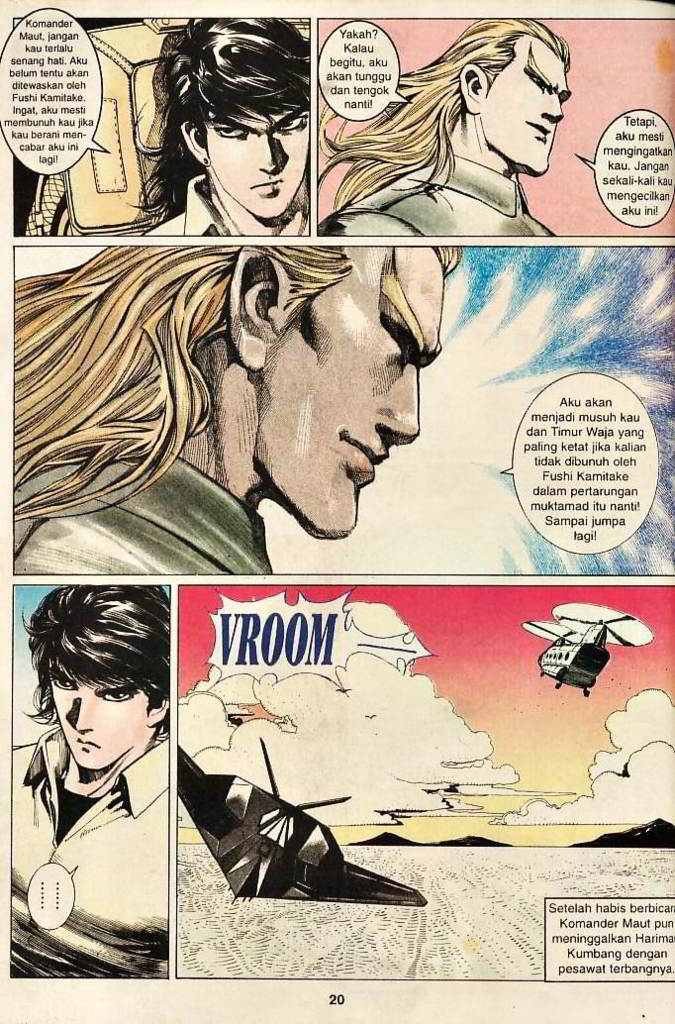 Komander
Maut, jangan
kau terlalu
senang hati. Aku
belum tentu akan
ditewaskan oleh
Fushi Kamitake.
Ingat, aku mesti
membunuh kau jika
kau berani men-
cabar aku ini
lagi!
Yakah?
Kalau
begitu, aku
akan tunggu
dan tengok
nanti!
Tetapi,
aku mesti
mengingatkan
kau. Jangan
sekali-kali kau
mengecilkan
aku ini!
Aku akan
menjadi musuh kau
dan Timur Waja yang
paling ketat jika kalian
tidak dibunuh oleh
Fushi Kamitake
dalam pertarungan
muktamad itu nanti!
Sampai jumpa
lagi!
VROOM
Setelah habis berbicara
Komander Maut pun
meninggalkan Harimau
Kumbang dengan
pesawat terbangnya.
20